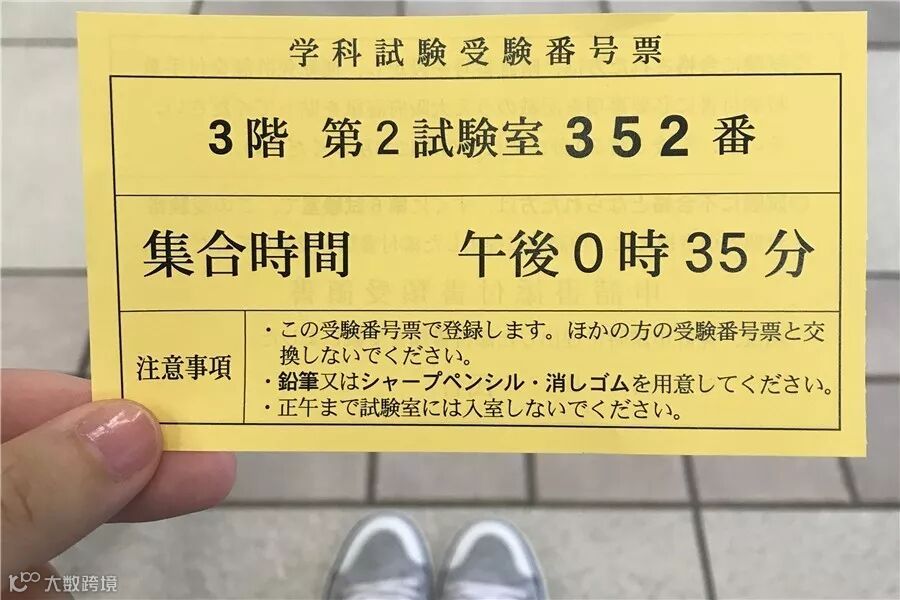 学科試験受験番号票
3階 第2試験室 352番
集合時間 午後0時35分
注意事項
・この受験番号票で登録します。ほかの方の受験番号票と交
換しないでください。
・鉛筆又はシャープペンシル・消しゴムを用意してください。
・正午まで試験室には入室しないでください。
大数跨境